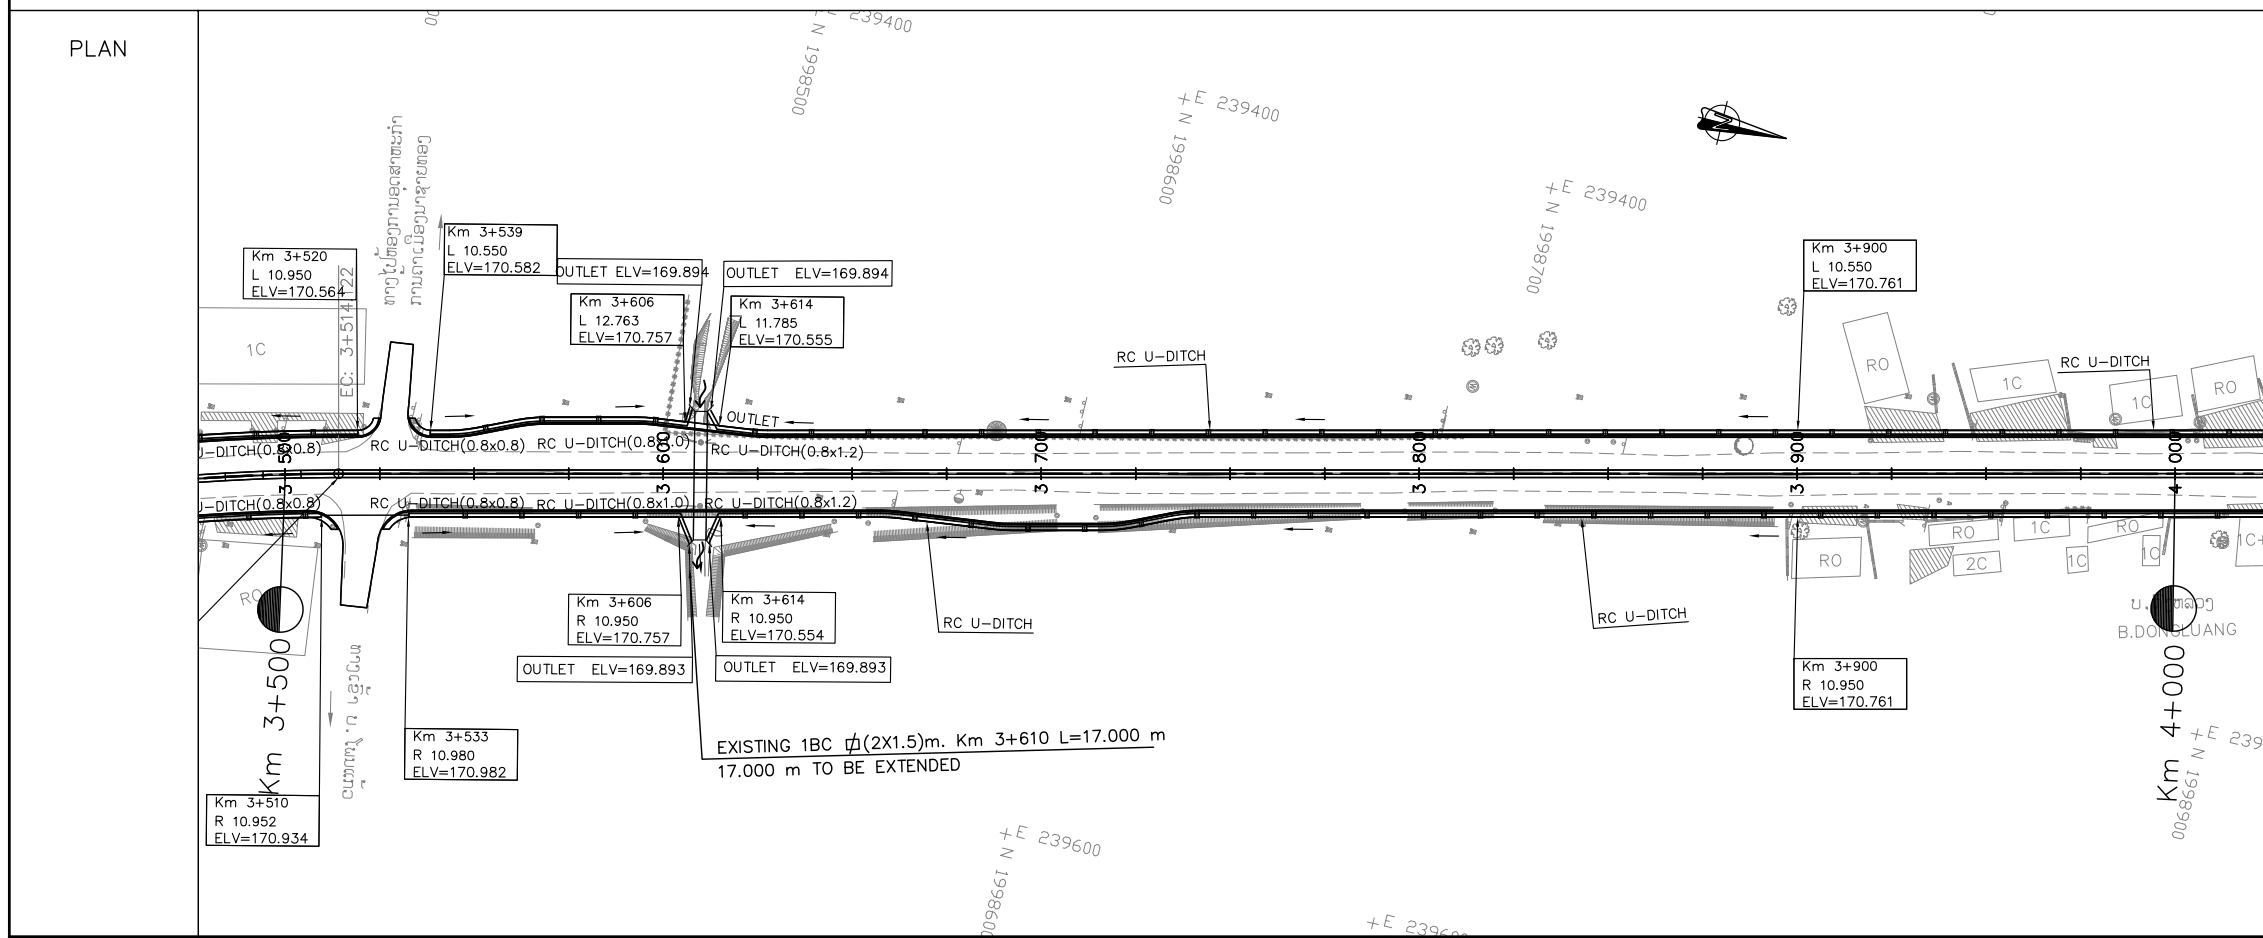 PLAN
+E 239400
N 1998500
+E 239400
N 1998600
+E 239400
N 1998700
N
Km 3+520
L 10.950
ELV=170.564
EC: 3+514.122
Km 3+539
L 10.550
ELV=170.582
OUTLET ELV=169.894
OUTLET ELV=169.894
Km 3+606
L 12.763
ELV=170.757
Km 3+614
L 11.785
ELV=170.555
Km 3+900
L 10.550
ELV=170.761
RC U-DITCH
RC U-DITCH
1C
RO
1C
1C
RO
OUTLET
U-DITCH(0.8x0.8)
RC U-DITCH(0.8x0.8)
RC U-DITCH(0.8x1.0)
RC U-DITCH(0.8x1.2)
3 500
3 600
3 700
3 800
3 900
4 000
U-DITCH(0.8x0.8)
RC U-DITCH(0.8x0.8)
RC U-DITCH(0.8x1.0)
RC U-DITCH(0.8x1.2)
RO
RO
RO
2C
1C
1C
RO
1C
1C+
Km 3+606
R 10.950
ELV=170.757
Km 3+614
R 10.950
ELV=170.554
RC U-DITCH
RC U-DITCH
OUTLET ELV=169.893
OUTLET ELV=169.893
B.DONGLUANG
Km 3+500
Km 4+000
Km 3+900
R 10.950
ELV=170.761
Km 3+533
R 10.980
ELV=170.982
EXISTING 1BC (2X1.5)m. Km 3+610 L=17.000 m
17.000 m TO BE EXTENDED
Km 3+510
R 10.952
ELV=170.934
+E 239
N 1998900
+E 239600
N 1998600
+E 239600